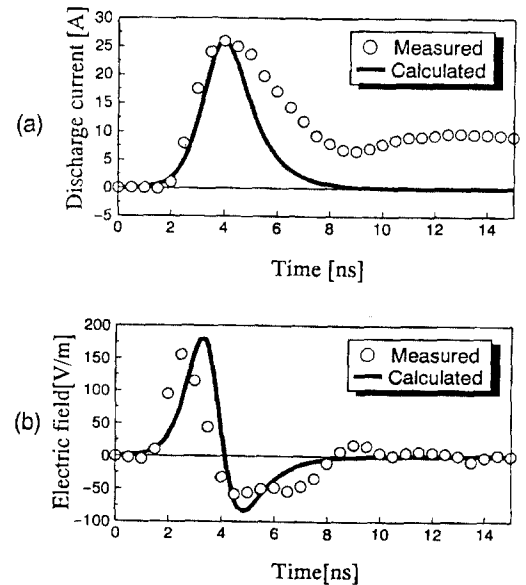 (a)
Discharge current [A]
30
25
20
15
10
5
0
-5
Measured
Calculated
0 2 4 6 8 10 12 14
Time [ns]
(b)
Electric field[V/m]
200
150
100
50
0
-50
-100
Measured
Calculated
0 2 4 6 8 10 12 14
Time[ns]